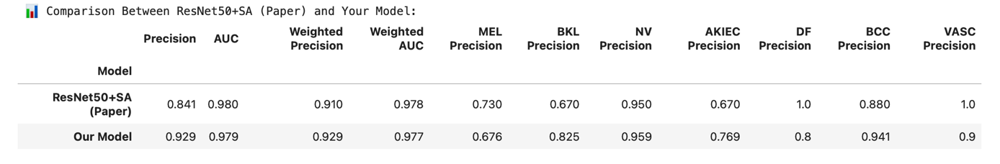 📊 Comparison Between ResNet50+SA (Paper) and Your Model:
Precision AUC Weighted Precision Weighted AUC MEL Precision BKL Precision NV Precision AKIEC Precision DF Precision BCC Precision VASC Precision
Model
ResNet50+SA (Paper) 0.841 0.980 0.910 0.978 0.730 0.670 0.950 0.670 1.0 0.880 1.0
Our Model 0.929 0.979 0.929 0.977 0.676 0.825 0.959 0.769 0.8 0.941 0.9